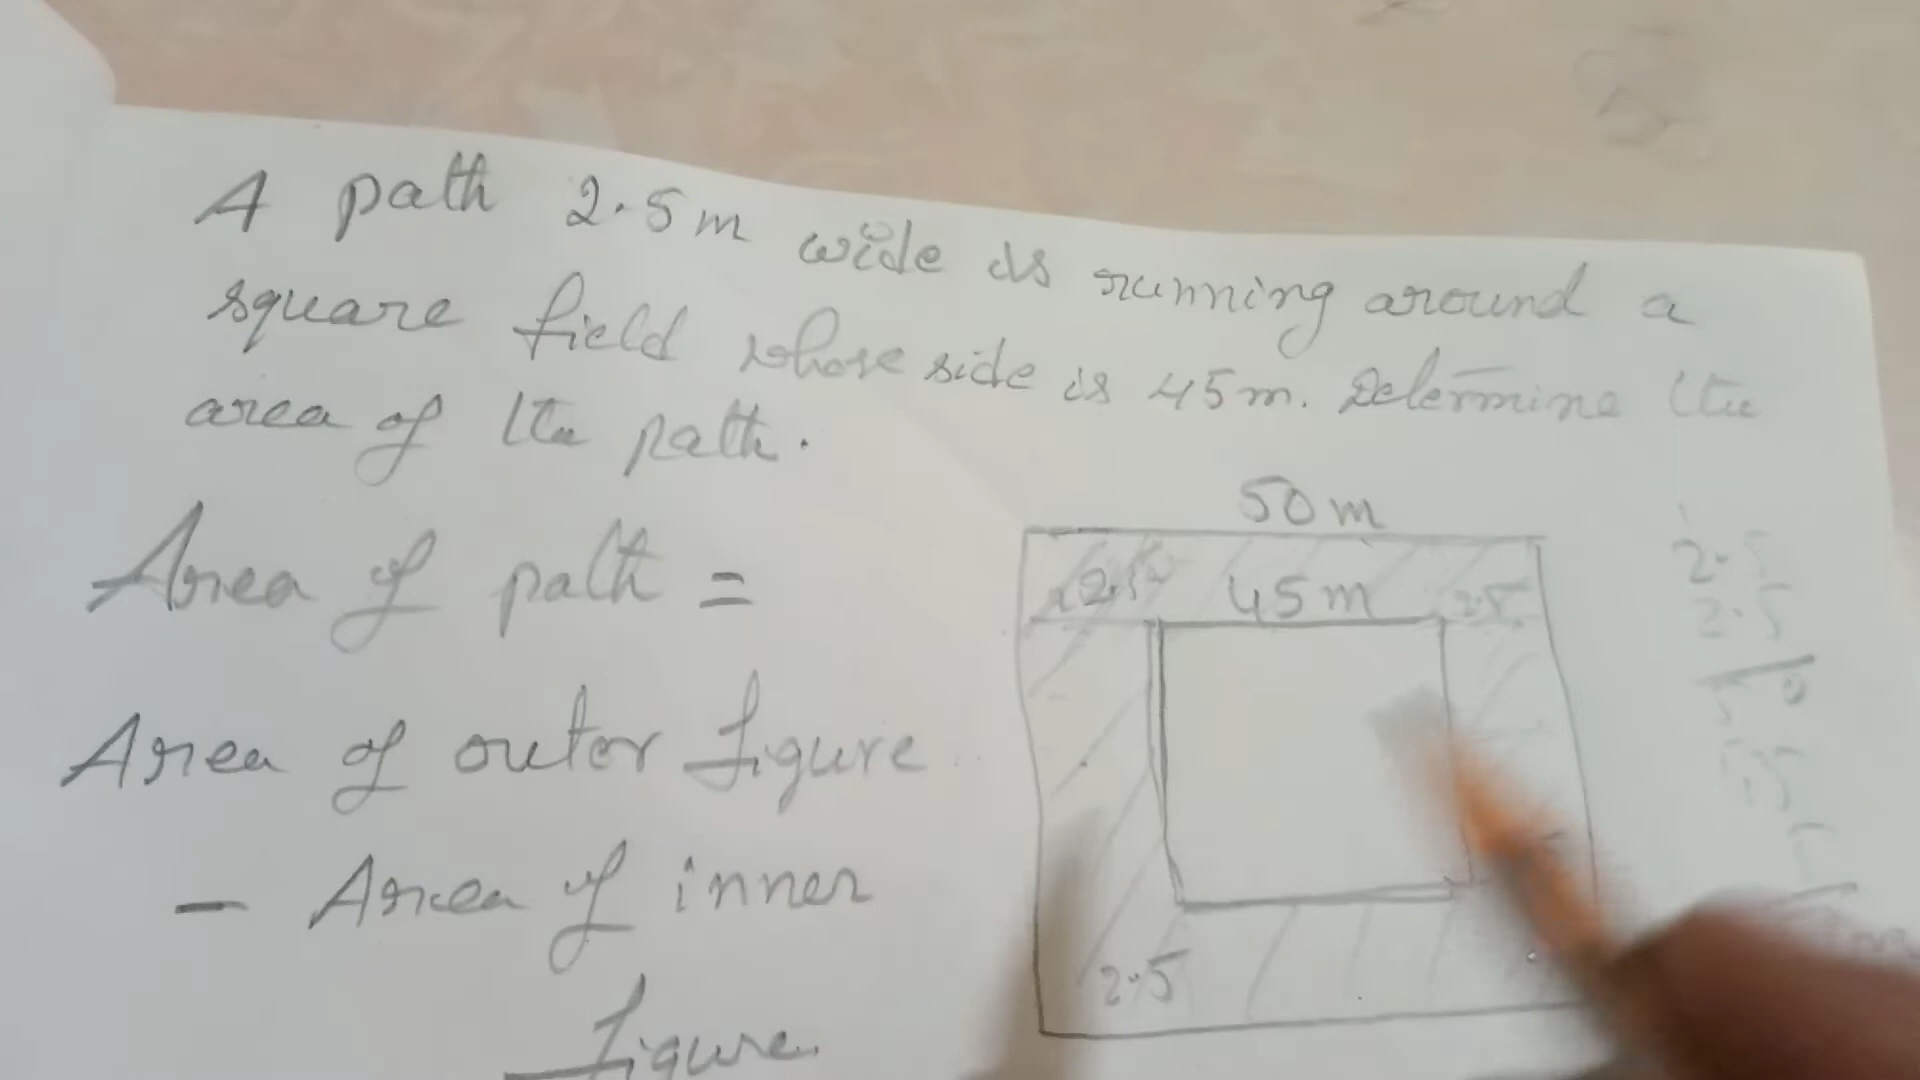 A path 2.5m wide is running around a
square field whose side is 45m. Determine the
area of the path.
Area of path =
Area of outer figure
- Area of inner
figure.
50 m
2.5 45m 2.5
2.5
2.5
2.5
5.0